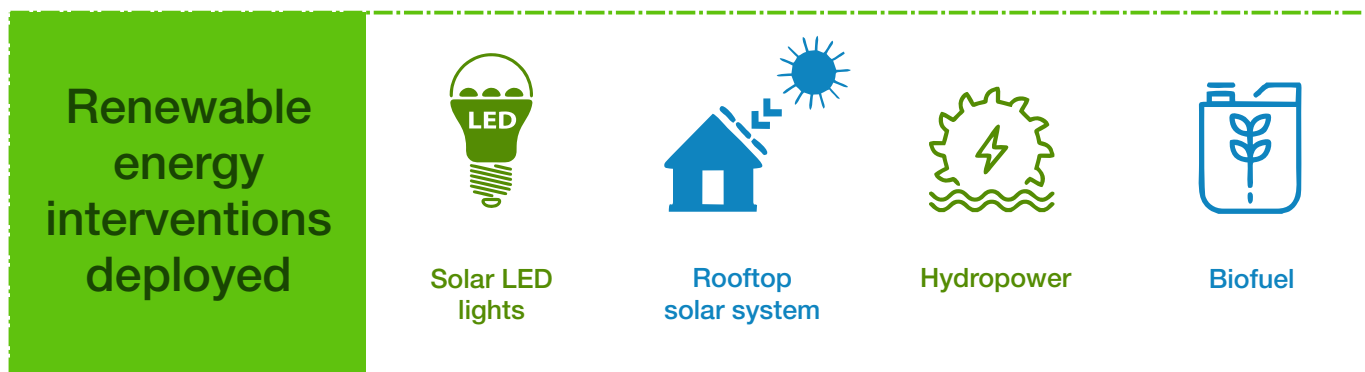 Renewable
energy
interventions
deployed
LED
Solar LED
lights
Rooftop
solar system
Hydropower
Biofuel